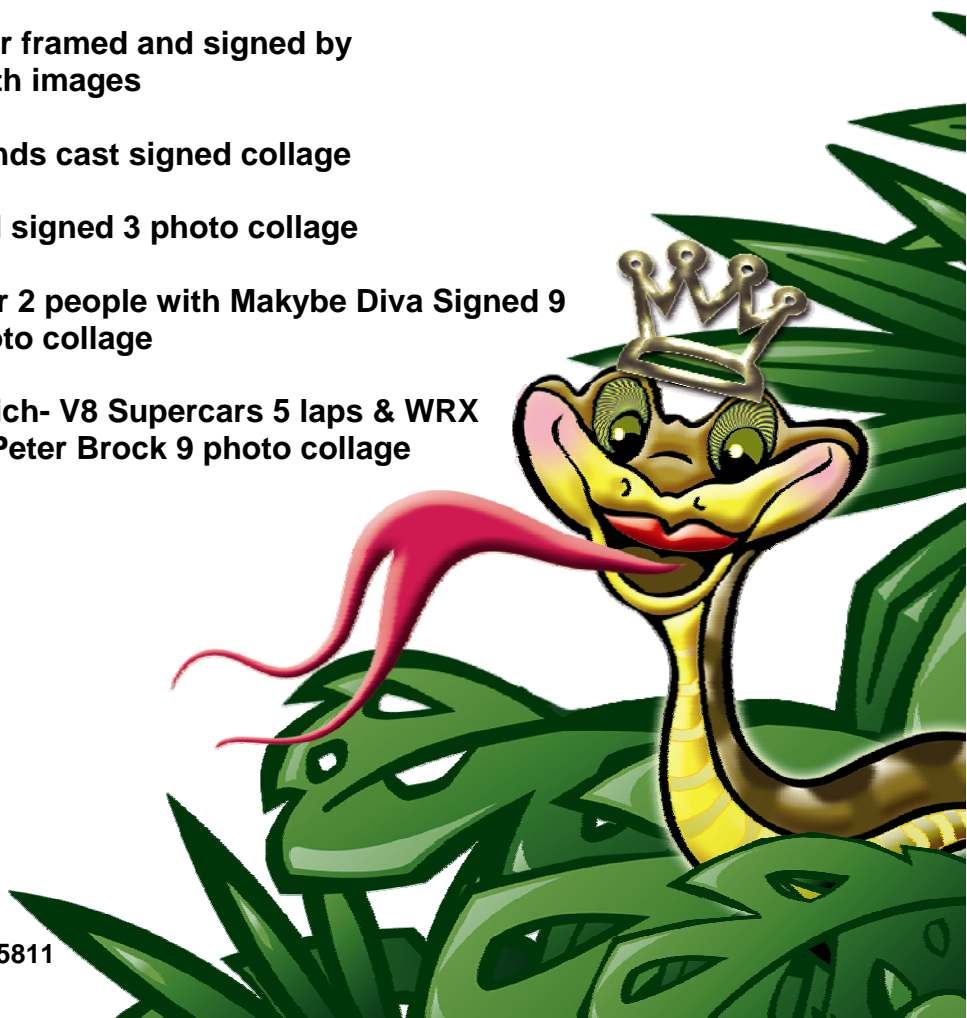 r framed and signed by
th images
nds cast signed collage
signed 3 photo collage
r 2 people with Makybe Diva Signed 9
oto collage
ich- V8 Supercars 5 laps & WRX
Peter Brock 9 photo collage
5811